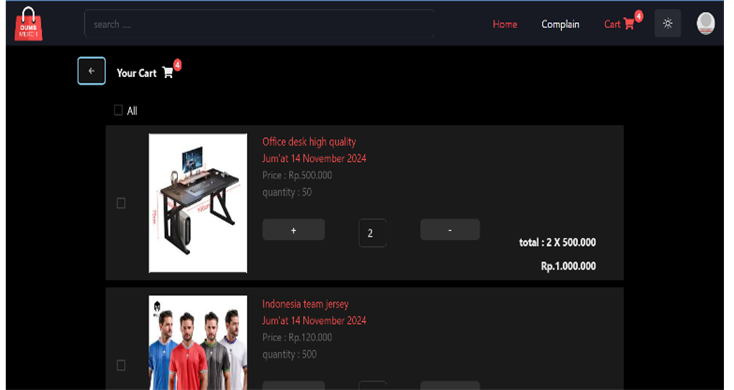 DUMB
MERCH
search ....
Home
Complain
Cart
4
Your Cart
4
All
Office desk high quality
Jum'at 14 November 2024
Price : Rp.500.000
quantity : 50
+
2
-
total : 2 X 500.000
Rp.1.000.000
Indonesia team jersey
Jum'at 14 November 2024
Price : Rp.120.000
quantity : 500
+
2
-